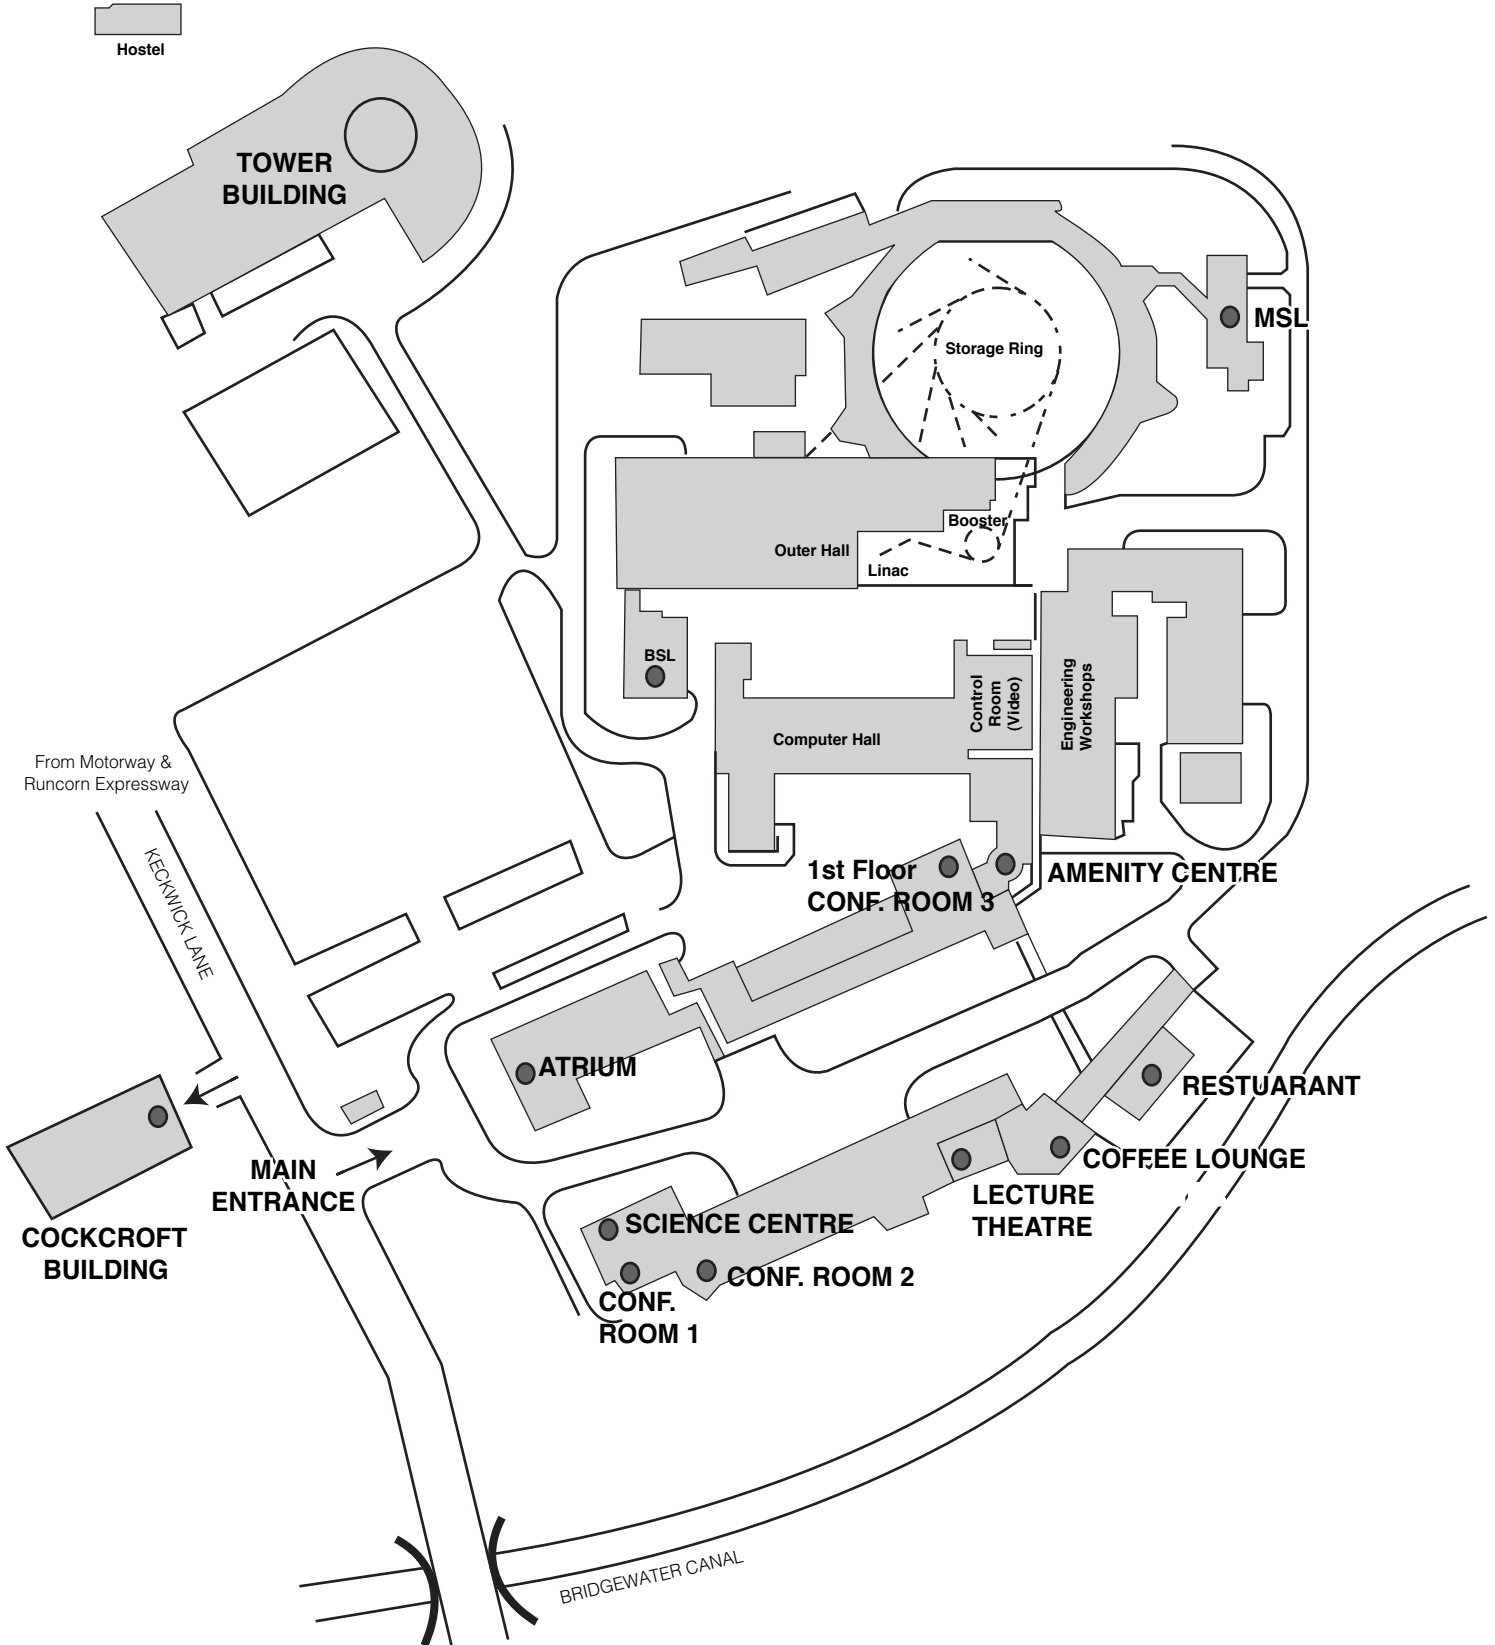 Hostel
TOWER
BUILDING
MSL
Storage Ring
Booster
Outer Hall
Linac
BSL
Control
Room
(Video)
Engineering
Workshops
Computer Hall
From Motorway &
Runcorn Expressway
KECKWICK LANE
1st Floor
CONF. ROOM 3
AMENITY CENTRE
ATRIUM
RESTUARANT
COFFEE LOUNGE
MAIN
ENTRANCE
LECTURE
THEATRE
COCKCROFT
BUILDING
SCIENCE CENTRE
CONF. ROOM 2
CONF.
ROOM 1
BRIDGEWATER CANAL